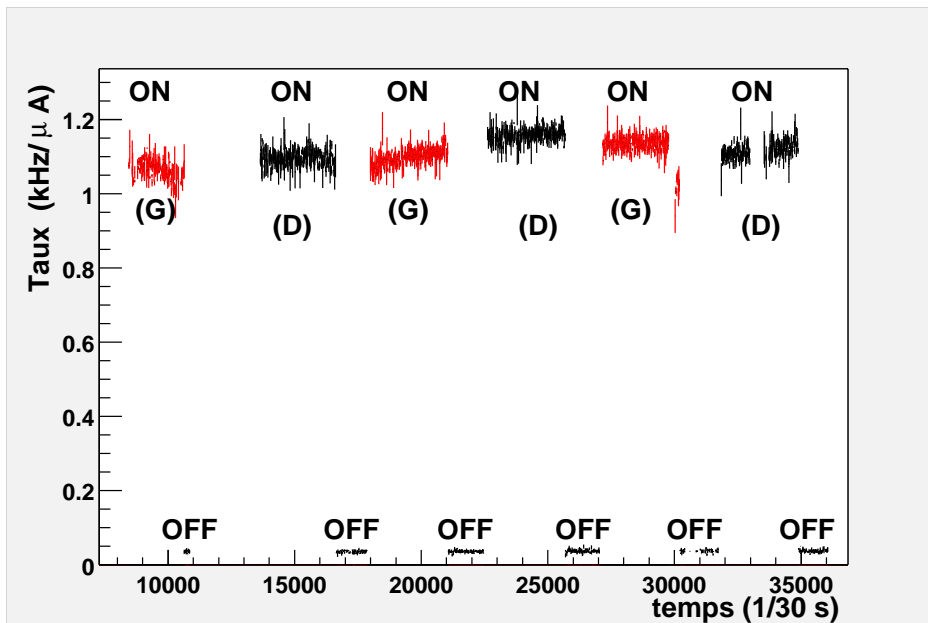 ON ON ON ON ON ON
(G) (D) (G) (D) (G) (D)
OFF OFF OFF OFF OFF OFF
Taux (kHz/μ A)
1.2
1
0.8
0.6
0.4
0.2
0
10000 15000 20000 25000 30000 35000
temps (1/30 s)